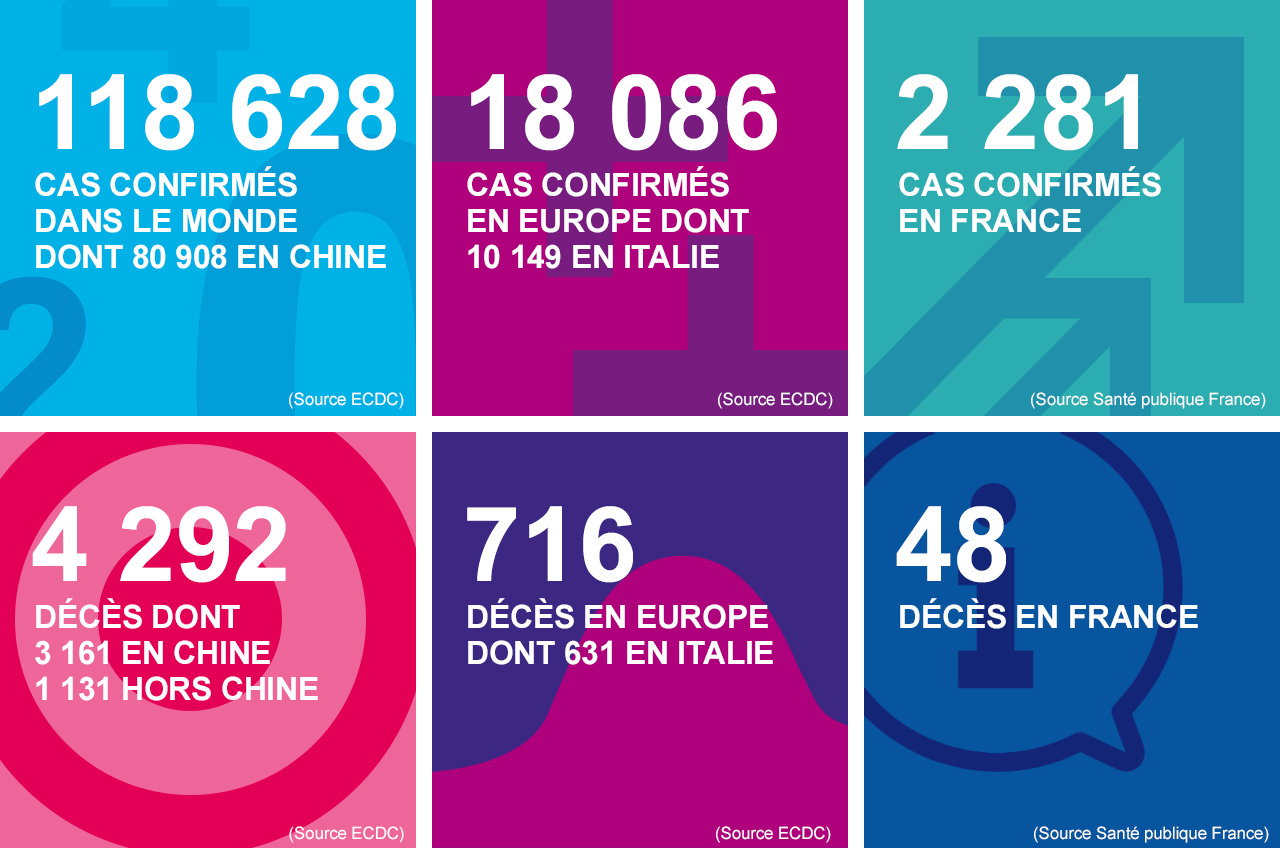 118 628
CAS CONFIRMÉS
DANS LE MONDE
DONT 80 908 EN CHINE
(Source ECDC)
18 086
CAS CONFIRMÉS
EN EUROPE DONT
10 149 EN ITALIE
(Source ECDC)
2 281
CAS CONFIRMÉS
EN FRANCE
(Source Santé publique France)
4 292
DÉCÈS DONT
3 161 EN CHINE
1 131 HORS CHINE
(Source ECDC)
716
DÉCÈS EN EUROPE
DONT 631 EN ITALIE
(Source ECDC)
48
DÉCÈS EN FRANCE
(Source Santé publique France)